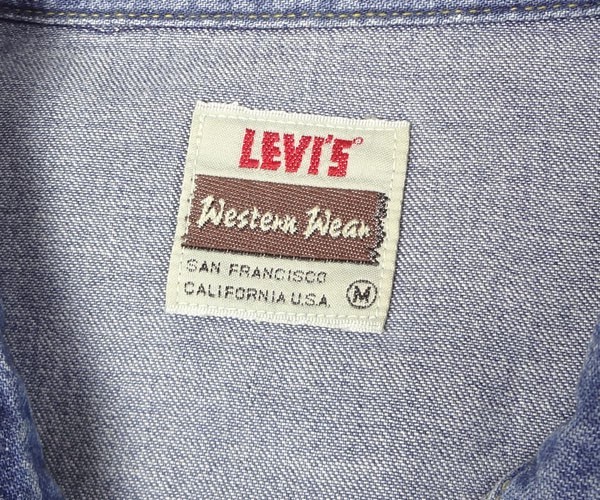 LEVI'S®
Western Wear
SAN FRANCISCO
CALIFORNIA U.S.A. M